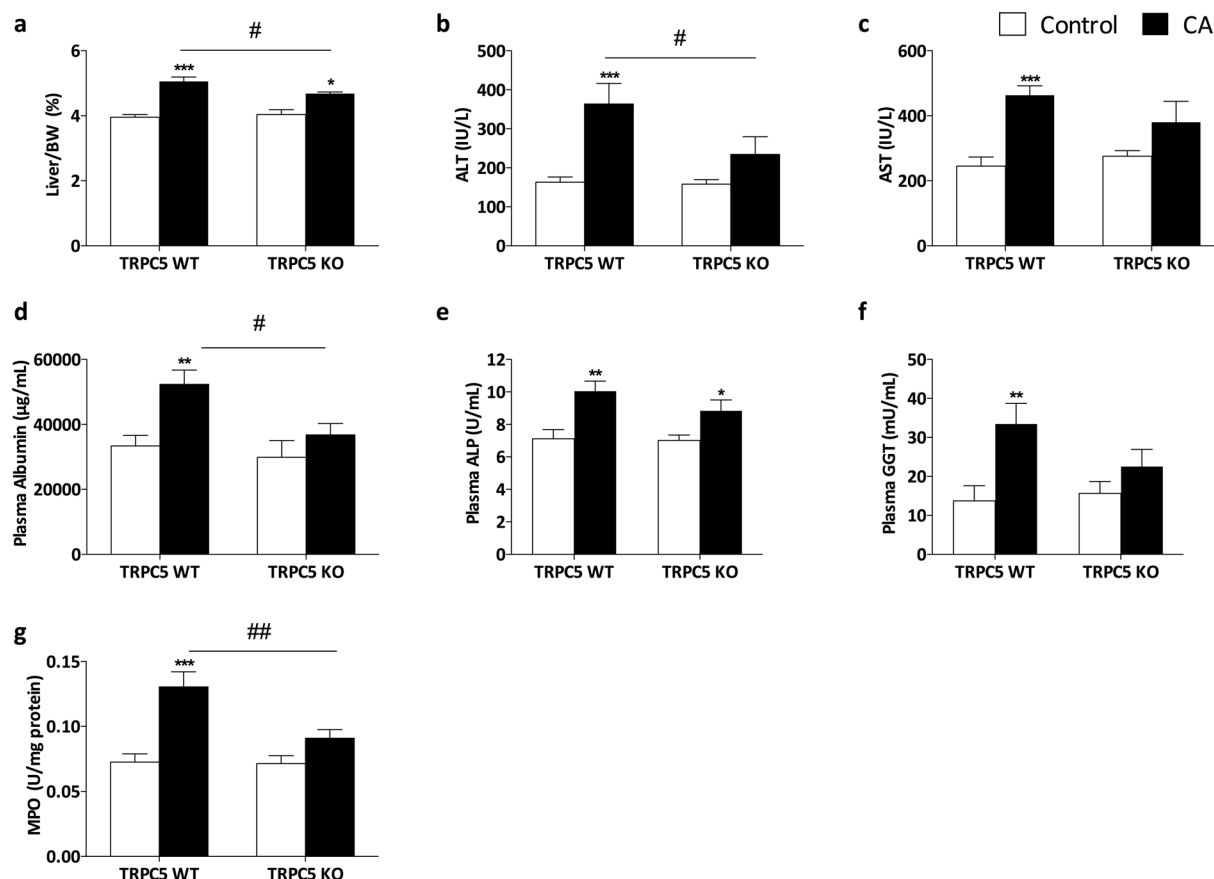 Control CA
a
#
Liver/BW (%)
6
4
2
0
***
*
TRPC5 WT TRPC5 KO
b
#
ALT (IU/L)
500
400
300
200
100
0
***
TRPC5 WT TRPC5 KO
c
AST (IU/L)
600
400
200
0
***
TRPC5 WT TRPC5 KO
d
#
Plasma Albumin (µg/mL)
60000
40000
20000
0
**
TRPC5 WT TRPC5 KO
e
Plasma ALP (U/mL)
12
10
8
6
4
2
0
**
*
TRPC5 WT TRPC5 KO
f
Plasma GGT (mU/mL)
50
40
30
20
10
0
**
TRPC5 WT TRPC5 KO
g
##
MPO (U/mg protein)
0.15
0.10
0.05
0.00
***
TRPC5 WT TRPC5 KO